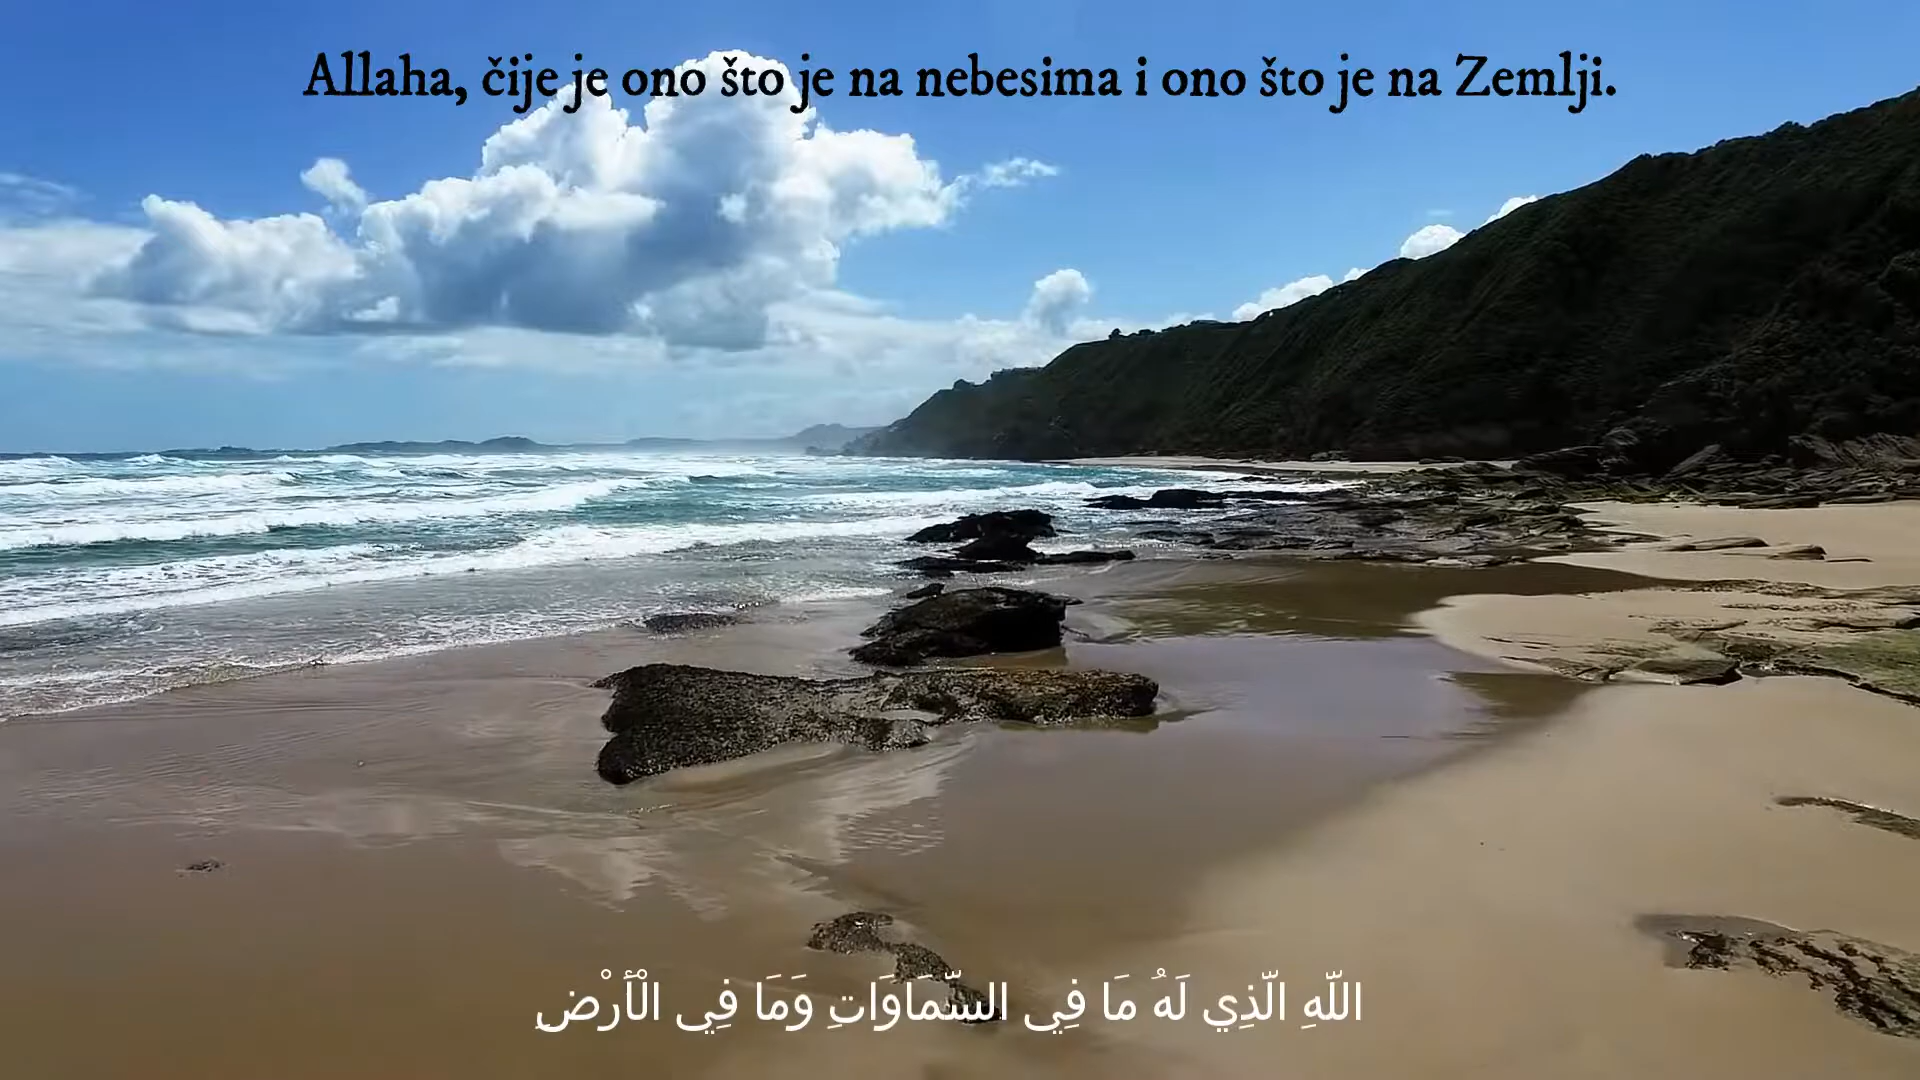 Allaha, čije je ono što je na nebesima i ono što je na Zemlji.
اللّهِ الّذِي لَهُ مَا فِي السّمَاوَاتِ وَمَا فِي الْأَرْضِ